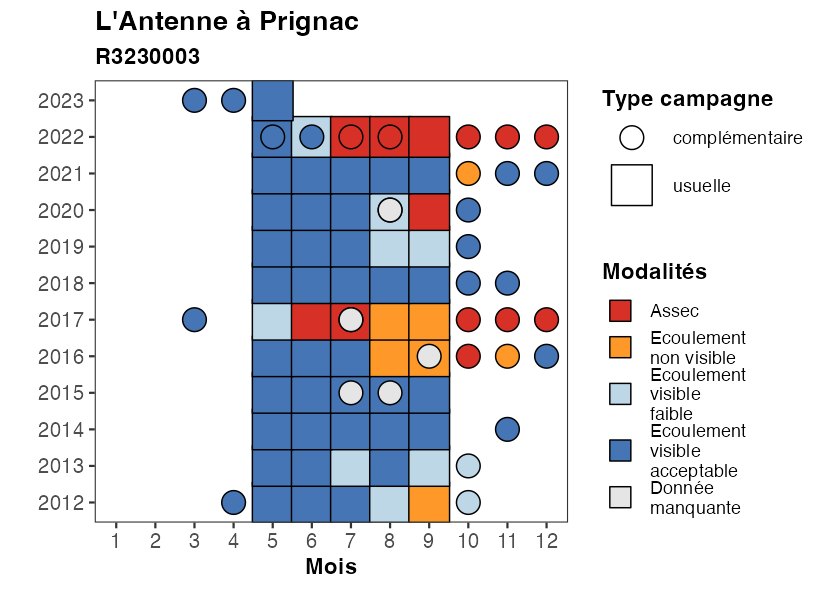 L'Antenne à Prignac
R3230003
2023
2022
2021
2020
2019
2018
2017
2016
2015
2014
2013
2012
1 2 3 4 5 6 7 8 9 10 11 12
Mois
Type campagne
complémentaire
usuelle
Modalités
Assec
Ecoulement
non visible
Ecoulement
visible
faible
Ecoulement
visible
acceptable
Donnée
manquante